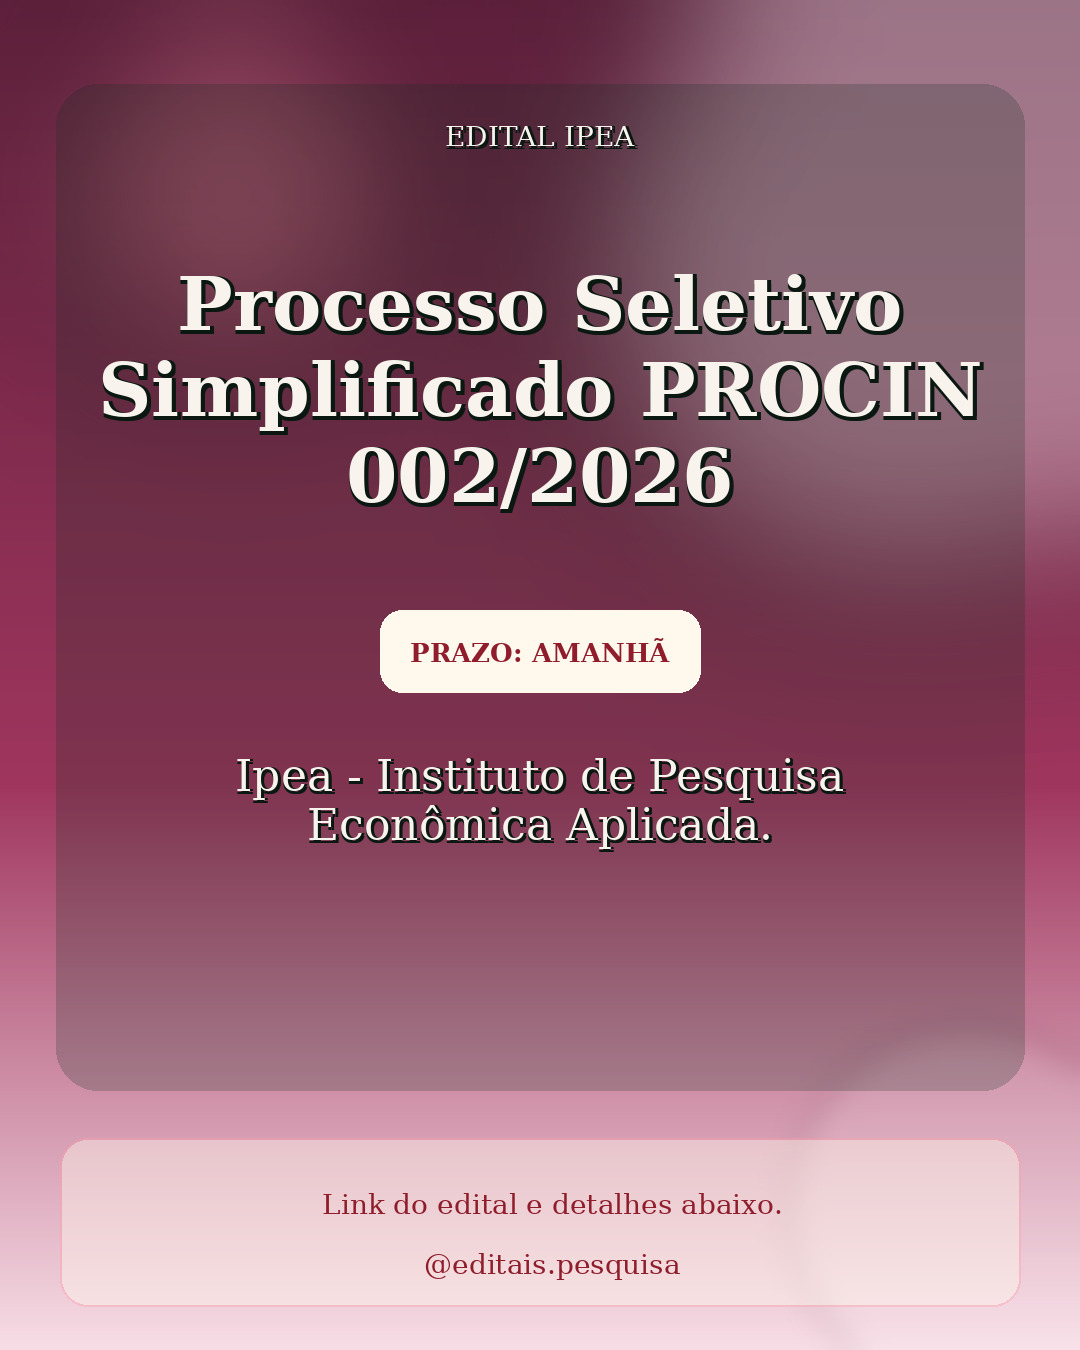 EDITAL IPEA
Processo Seletivo
Simplificado PROCIN
002/2026
PRAZO: AMANHÃ
Ipea - Instituto de Pesquisa
Econômica Aplicada.
Link do edital e detalhes abaixo.
@editais.pesquisa